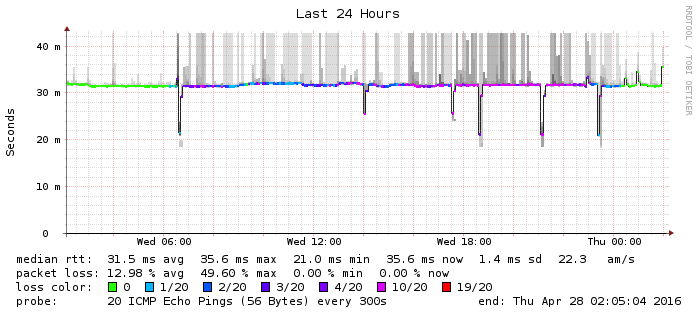 Last 24 Hours
RRDTOOL / TOBI OETIKER
Seconds
40 m
30 m
20 m
10 m
0
Wed 06:00 Wed 12:00 Wed 18:00 Thu 00:00
median rtt: 31.5 ms avg 35.6 ms max 21.0 ms min 35.6 ms now 1.4 ms sd 22.3 am/s
packet loss: 12.98 % avg 49.60 % max 0.00 % min 0.00 % now
loss color: 0 1/20 2/20 3/20 4/20 10/20 19/20
probe: 20 ICMP Echo Pings (56 Bytes) every 300s end: Thu Apr 28 02:05:04 2016